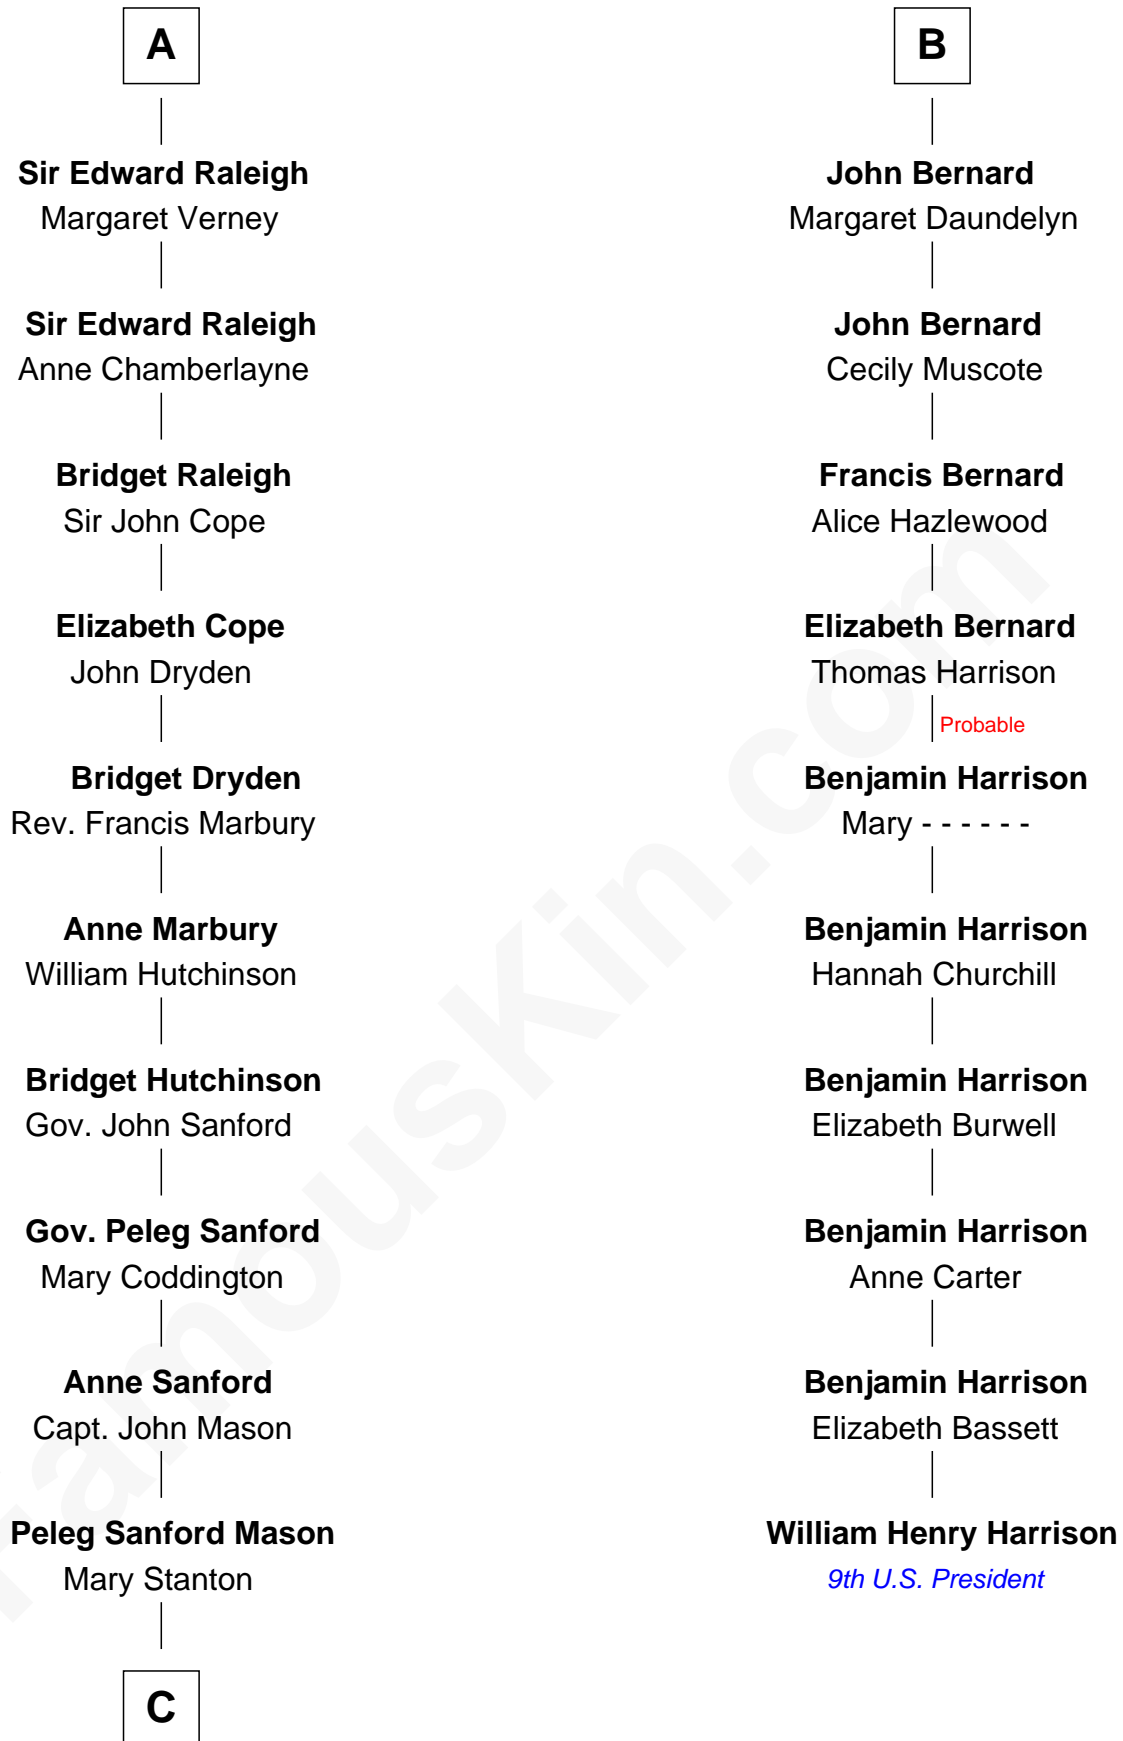 A
Sir Edward Raleigh
Margaret Verney
Sir Edward Raleigh
Anne Chamberlayne
Bridget Raleigh
Sir John Cope
Elizabeth Cope
John Dryden
Bridget Dryden
Rev. Francis Marbury
Anne Marbury
William Hutchinson
Bridget Hutchinson
Gov. John Sanford
Gov. Peleg Sanford
Mary Coddington
Anne Sanford
Capt. John Mason
Peleg Sanford Mason
Mary Stanton
C
B
John Bernard
Margaret Daundelyn
John Bernard
Cecily Muscote
Francis Bernard
Alice Hazlewood
Elizabeth Bernard
Thomas Harrison
Probable
Benjamin Harrison
Mary - - - - - -
Benjamin Harrison
Hannah Churchill
Benjamin Harrison
Elizabeth Burwell
Benjamin Harrison
Anne Carter
Benjamin Harrison
Elizabeth Bassett
William Henry Harrison
9th U.S. President
FamousKin.com